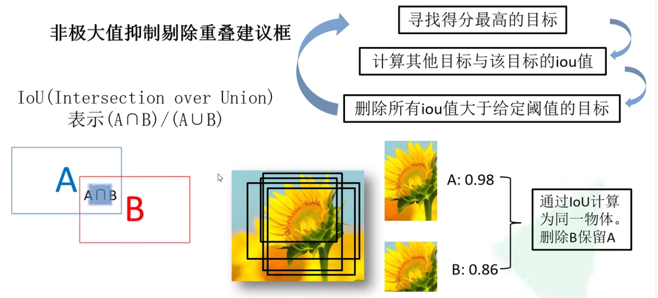 非极大值抑制剔除重叠建议框
寻找得分最高的目标
计算其他目标与该目标的iou值
删除所有iou值大于给定阈值的目标
IoU(Intersection over Union)
表示(A∩B)/(A∪B)
A
A∩B
B
A: 0.98
B: 0.86
通过IoU计算
为同一物体。
删除B保留A